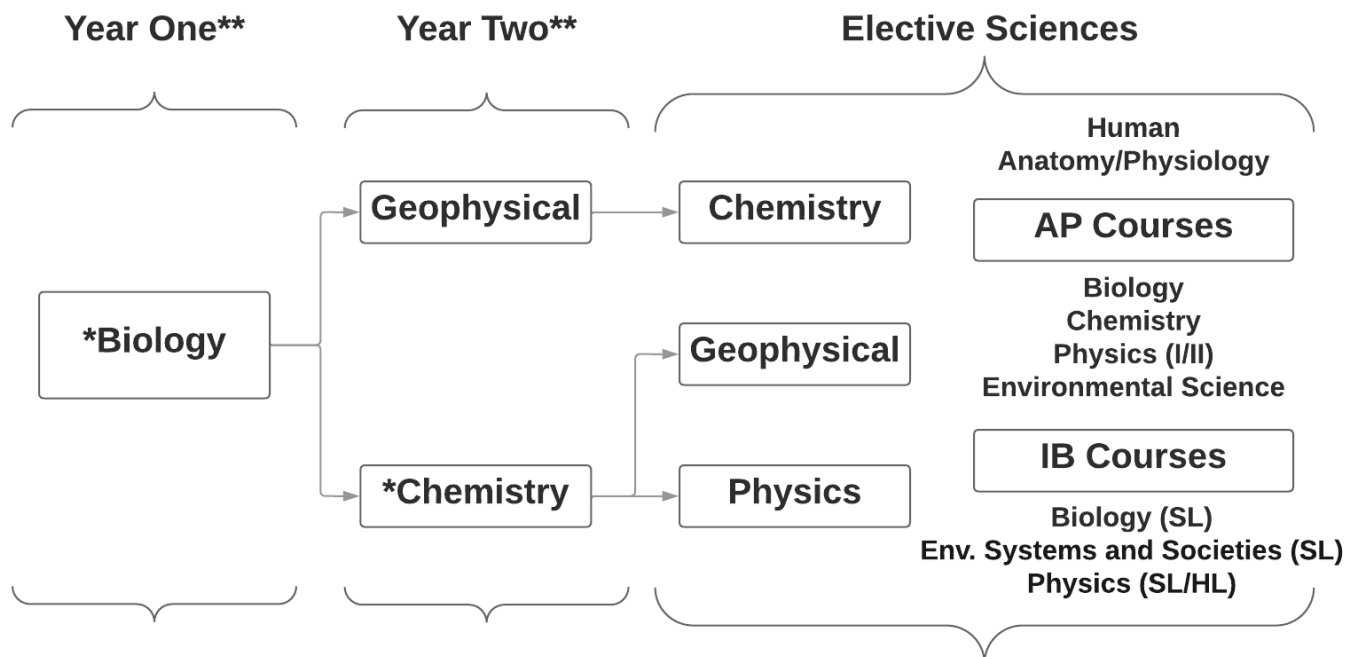 Year One**
Year Two**
Elective Sciences
*Biology
Geophysical
*Chemistry
Chemistry
Geophysical
Physics
Human
Anatomy/Physiology
AP Courses
Biology
Chemistry
Physics (I/II)
Environmental Science
IB Courses
Biology (SL)
Env. Systems and Societies (SL)
Physics (SL/HL)